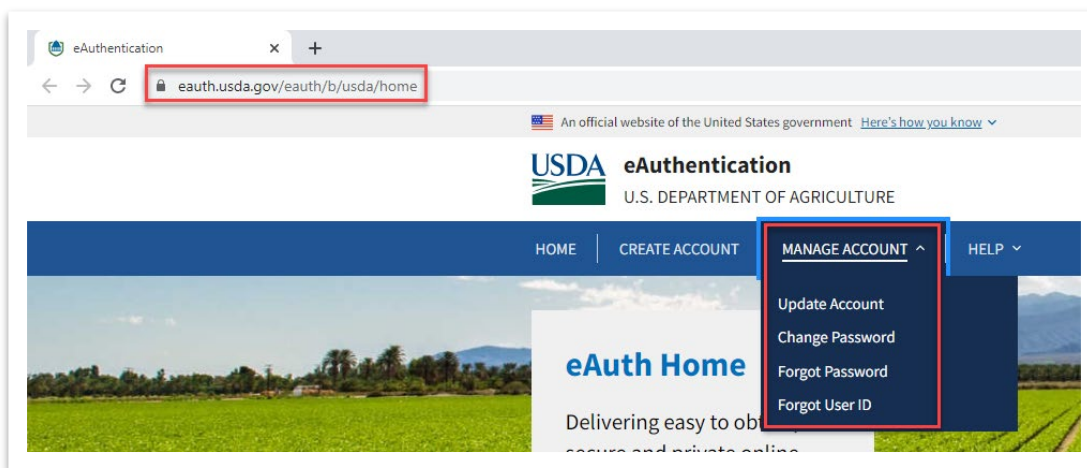 eAuthentication
eauth.usda.gov/eauth/b/usda/home
An official website of the United States government Here's how you know
USDA eAuthentication
U.S. DEPARTMENT OF AGRICULTURE
HOME CREATE ACCOUNT MANAGE ACCOUNT HELP
Update Account
Change Password
Forgot Password
Forgot User ID
eAuth Home
Delivering easy to
secure and private online